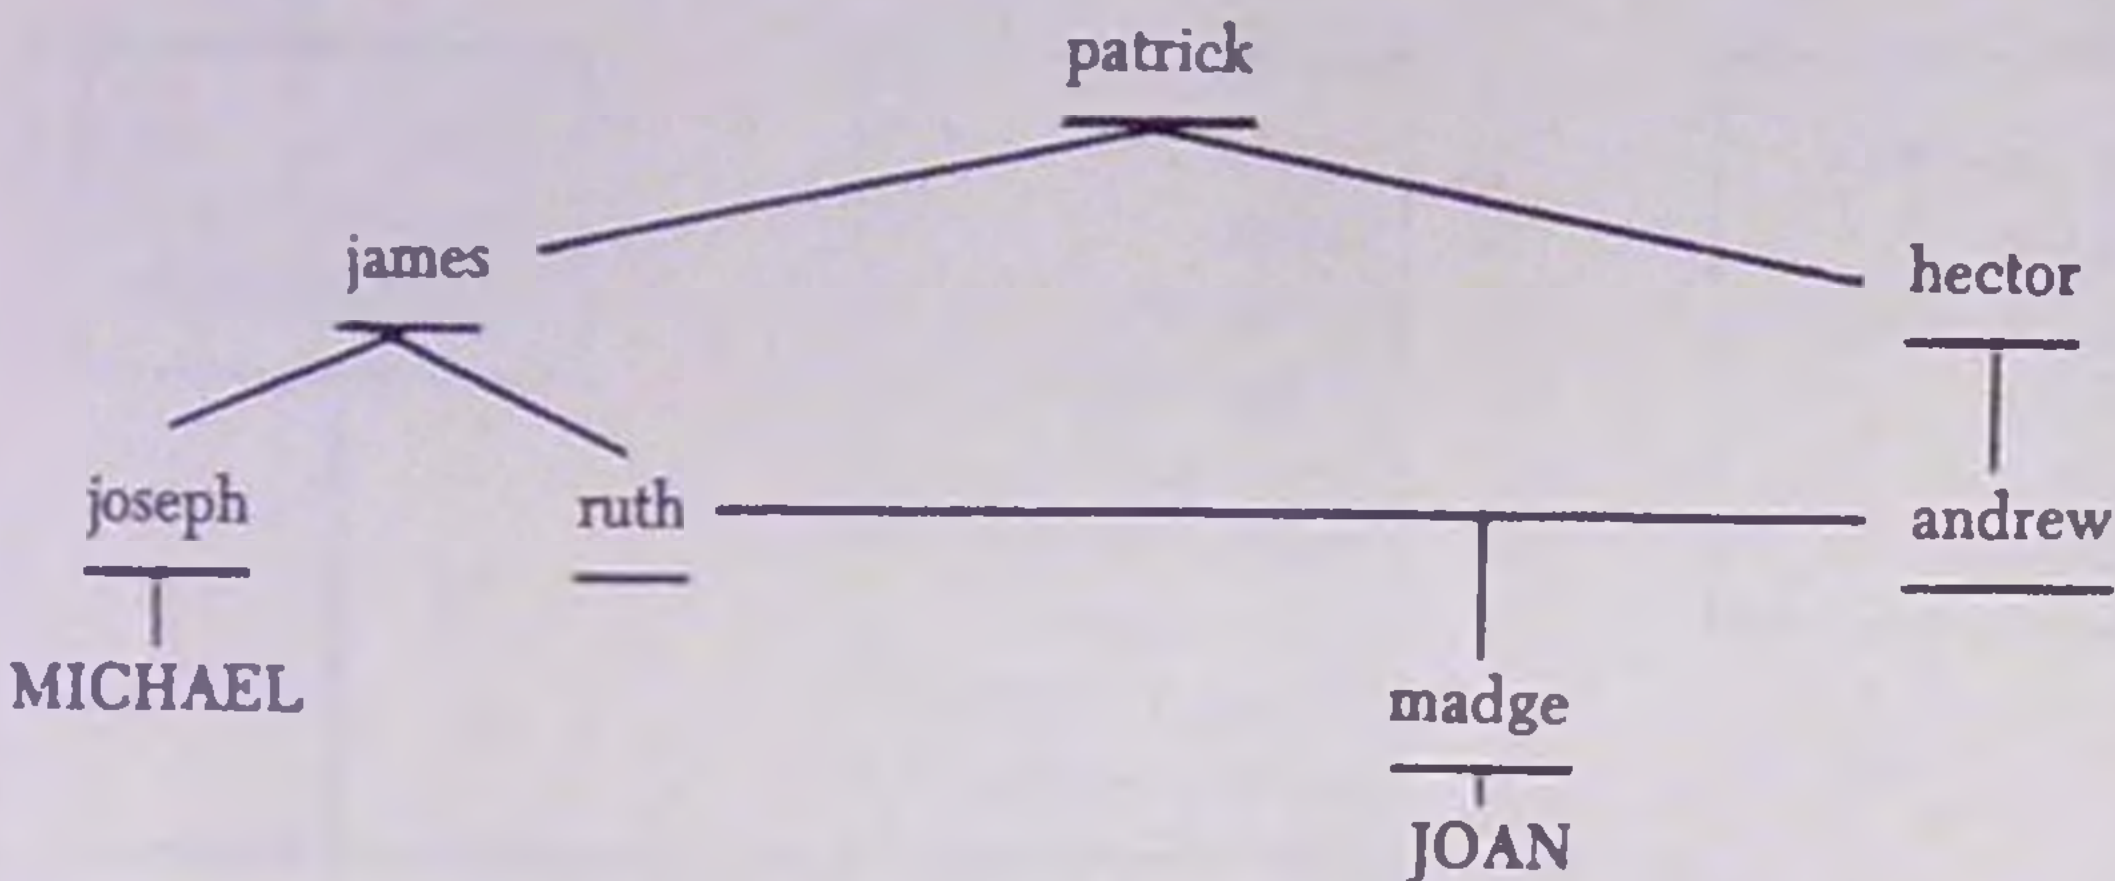 patrick
james
hector
joseph
ruth
andrew
MICHAEL
madge
JOAN